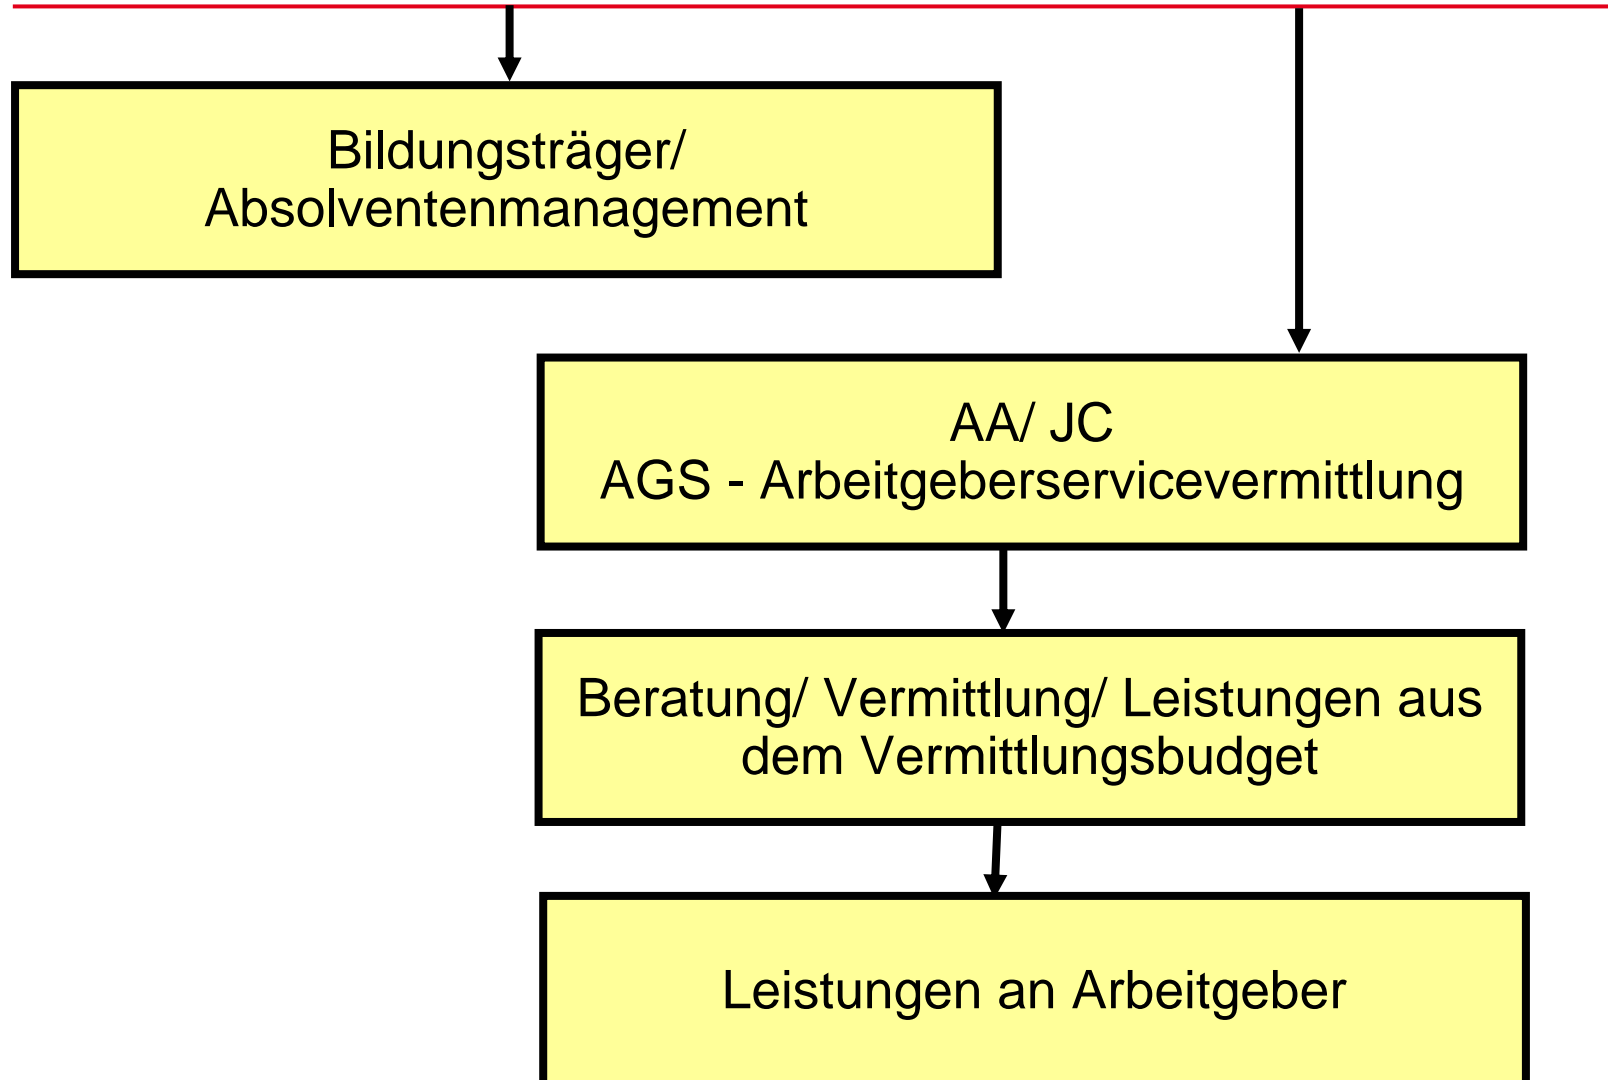 Bildungsträger/
Absolventenmanagement
AA/ JC
AGS - Arbeitgeberservicevermittlung
Beratung/ Vermittlung/ Leistungen aus
dem Vermittlungsbudget
Leistungen an Arbeitgeber